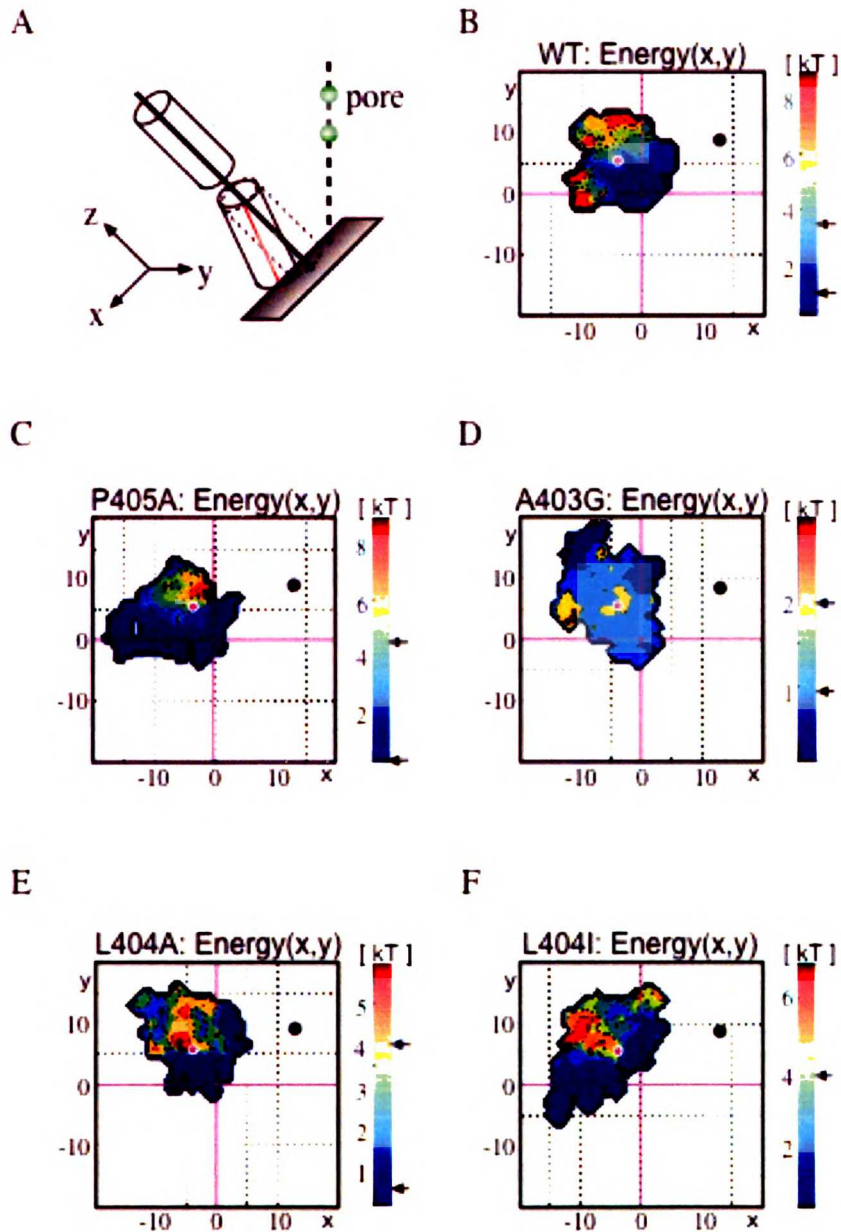 A
pore
z
y
x
B
WT: Energy(x,y)
[ kT ]
y
8
6
4
2
0
-10
-10 0 10 x
C
P405A: Energy(x,y)
[ kT ]
y
10
0
-10
8
6
4
2
-10 0 10 x
D
A403G: Energy(x,y)
[ kT ]
y
10
0
-10
2
1
-10 0 10 x
E
L404A: Energy(x,y)
[ kT ]
y
10
0
-10
5
4
3
2
1
-10 0 10 x
F
L404I: Energy(x,y)
[ kT ]
y
10
0
-10
6
4
2
-10 0 10 x